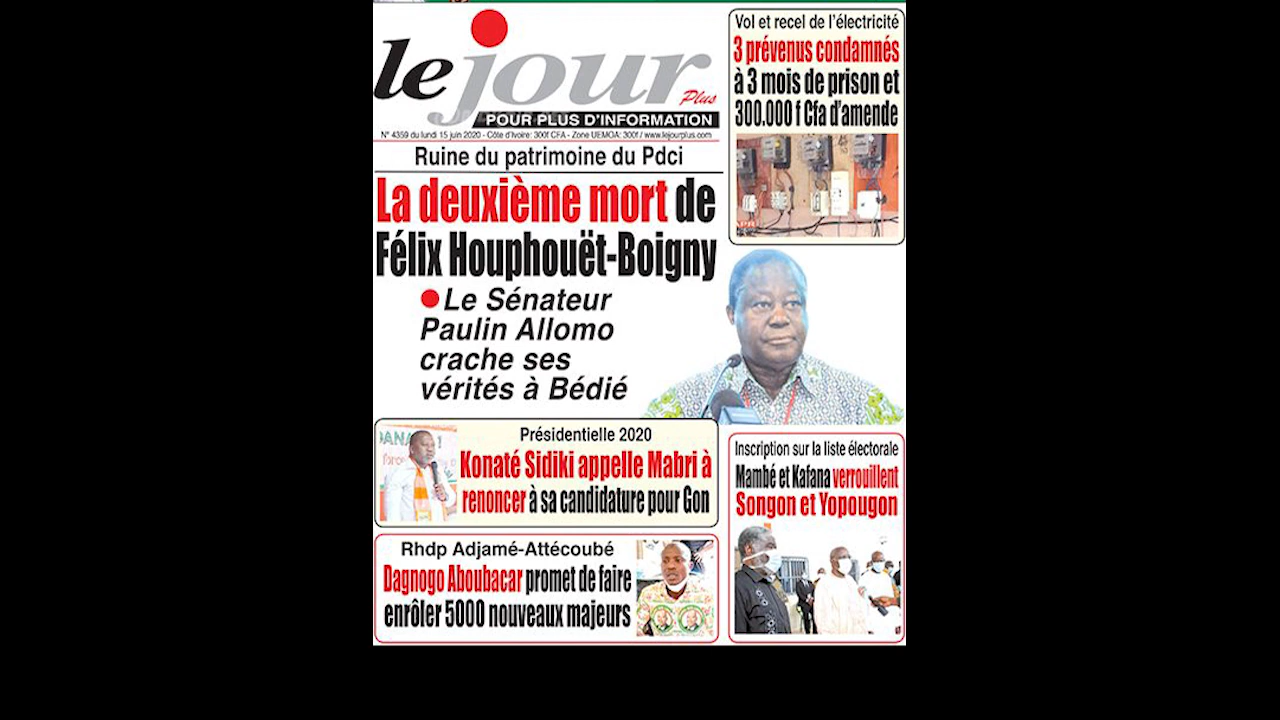 le jour
Plus
POUR PLUS D'INFORMATION
N° 4359 du lundi 15 juin 2020 - Côte d'Ivoire: 300f CFA - Zone UEMOA: 300f / www.lejourplus.com
Ruine du patrimoine du Pdci
La deuxième mort de
Félix Houphouët-Boigny
Le Sénateur
Paulin Allomo
crache ses
vérités à Bédié
Vol et recel de l'électricité
3 prévenus condamnés
à 3 mois de prison et
300.000 f Cfa d'amende
Présidentielle 2020
Konaté Sidiki appelle Mabri à
renoncer à sa candidature pour Gon
Rhdp Adjamé-Attécoubé
Dagnogo Aboubacar promet de faire
enrôler 5000 nouveaux majeurs
Inscription sur la liste électorale
Mambé et Kafana verrouillent
Songon et Yopougon